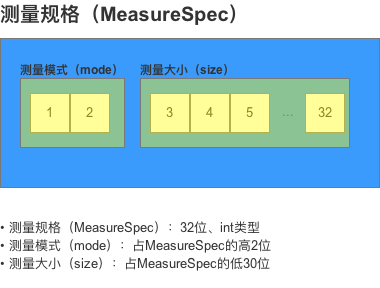 测量规格（MeasureSpec）
测量模式（mode） 测量大小（size）
1 2 3 4 5 ... 32
• 测量规格（MeasureSpec）：32位、int类型
• 测量模式（mode）：占MeasureSpec的高2位
• 测量大小（size）：占MeasureSpec的低30位